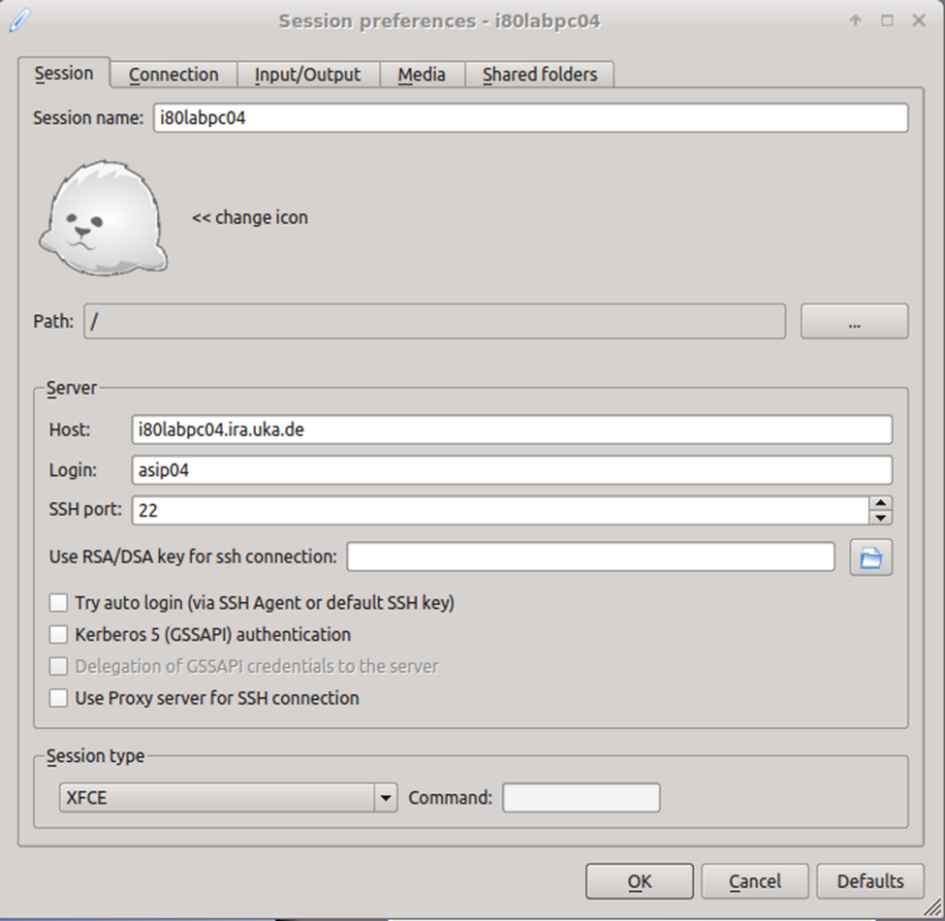 Session preferences - i80labpc04
Session Connection Input/Output Media Shared folders
Session name: i80labpc04
<< change icon
Path: / ...
Server
Host: i80labpc04.ira.uka.de
Login: asip04
SSH port: 22
Use RSA/DSA key for ssh connection:
Try auto login (via SSH Agent or default SSH key)
Kerberos 5 (GSSAPI) authentication
Delegation of GSSAPI credentials to the server
Use Proxy server for SSH connection
Session type
XFCE Command:
OK Cancel Defaults